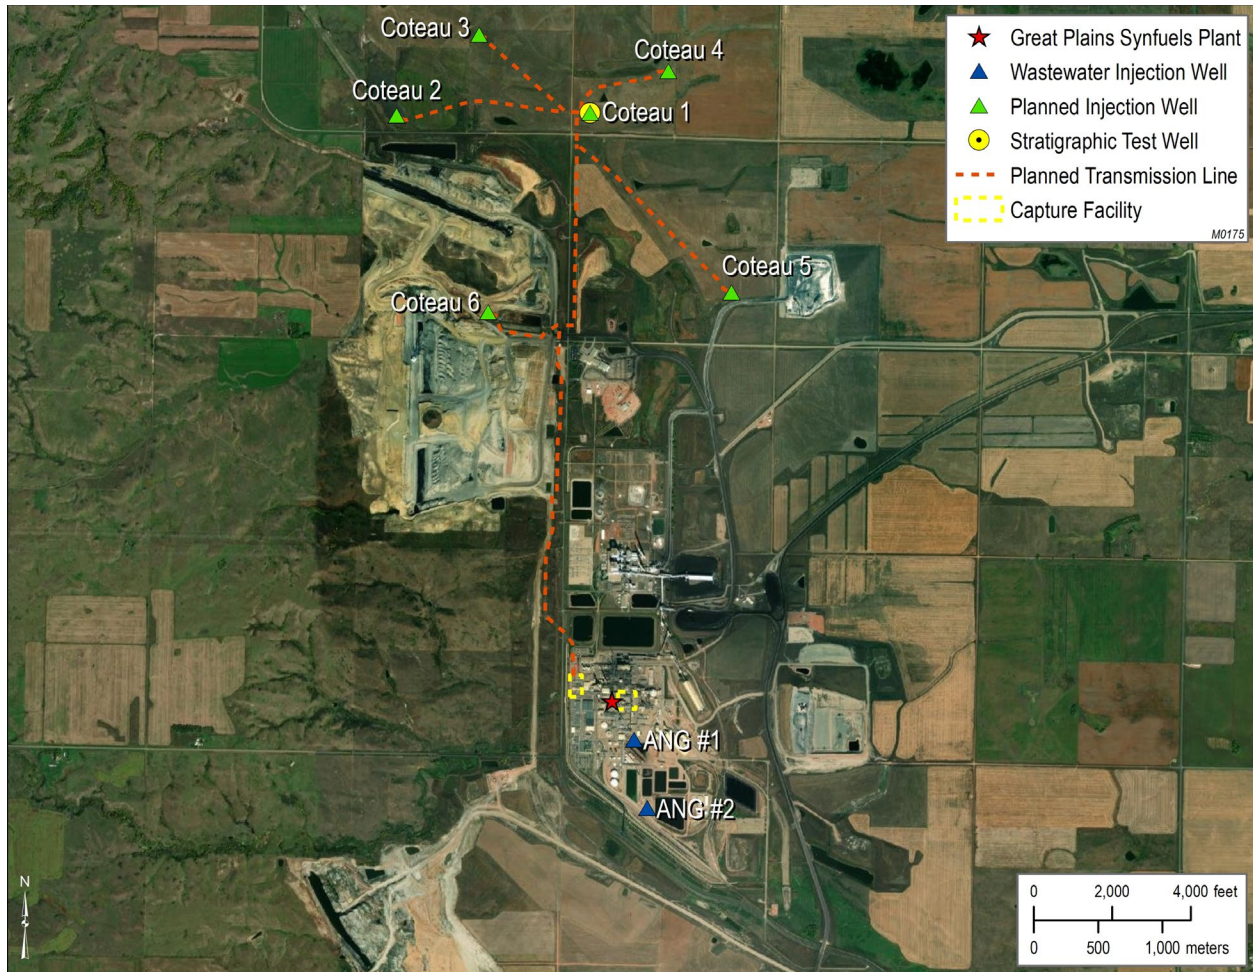 Coteau 3
Coteau 4
Coteau 2
Coteau 1
Coteau 5
Coteau 6
ANG #1
ANG #2
Great Plains Synfuels Plant
Wastewater Injection Well
Planned Injection Well
Stratigraphic Test Well
Planned Transmission Line
Capture Facility
M0175
N
0 2,000 4,000 feet
0 500 1,000 meters